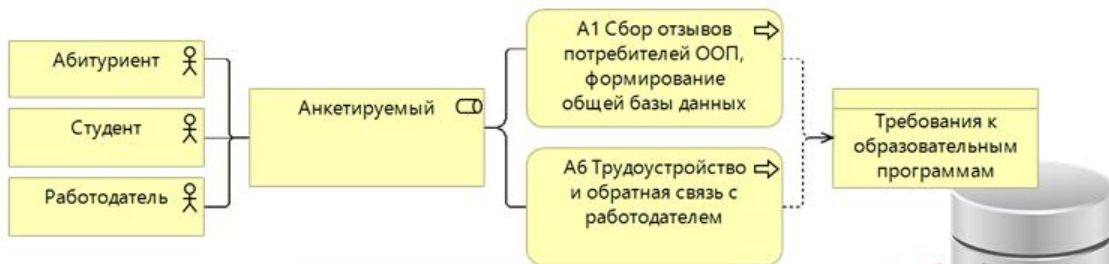 Абитуриент
Студент
Работодатель
Анкетируемый
А1 Сбор отзывов
потребителей ООП,
формирование
общей базы данных
А6 Трудоустройство
и обратная связь с
работодателем
Требования к
образовательным
программам